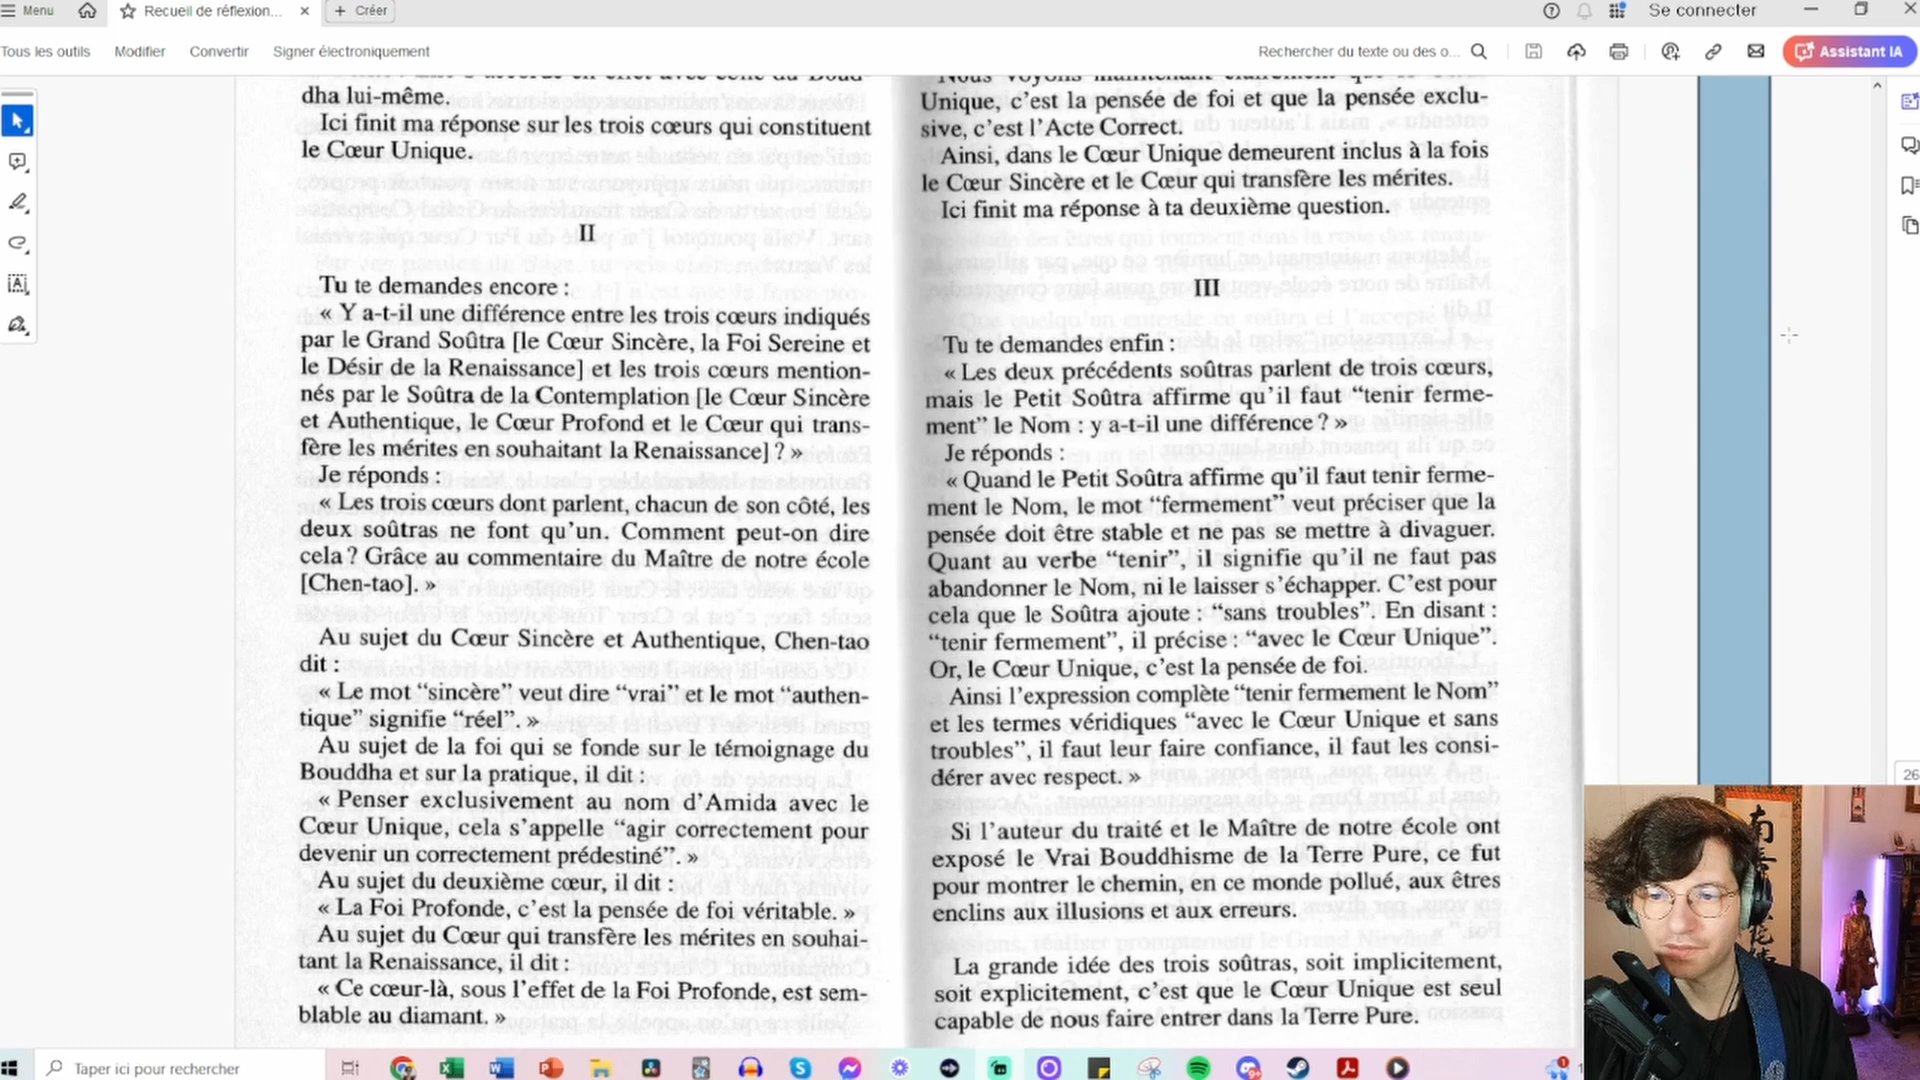 Menu
Recueil de réflexion...
Créer
Se connecter
Tous les outils
Modifier
Convertir
Signer électroniquement
Rechercher du texte ou des o...
Assistant IA
dha lui-même.
Ici finit ma réponse sur les trois cœurs qui constituent
le Cœur Unique.
II
Tu te demandes encore :
« Y a-t-il une différence entre les trois cœurs indiqués
par le Grand Soûtra [le Cœur Sincère, la Foi Sereine et
le Désir de la Renaissance] et les trois cœurs mention-
nés par le Soûtra de la Contemplation [le Cœur Sincère
et Authentique, le Cœur Profond et le Cœur qui trans-
fère les mérites en souhaitant la Renaissance] ? »
Je réponds :
« Les trois cœurs dont parlent, chacun de son côté, les
deux soûtras ne font qu'un. Comment peut-on dire
cela ? Grâce au commentaire du Maître de notre école
[Chen-tao]. »
Au sujet du Cœur Sincère et Authentique, Chen-tao
dit :
« Le mot “sincère” veut dire “vrai” et le mot “authen-
tique” signifie “réel”. »
Au sujet de la foi qui se fonde sur le témoignage du
Bouddha et sur la pratique, il dit :
« Penser exclusivement au nom d'Amida avec le
Cœur Unique, cela s'appelle “agir correctement pour
devenir un correctement prédestiné”. »
Au sujet du deuxième cœur, il dit :
« La Foi Profonde, c'est la pensée de foi véritable. »
Au sujet du Cœur qui transfère les mérites en souhai-
tant la Renaissance, il dit :
« Ce cœur-là, sous l'effet de la Foi Profonde, est sem-
blable au diamant. »
Nous voyons maintenant clairement que
Unique, c'est la pensée de foi et que la pensée exclu-
sive, c'est l'Acte Correct.
Ainsi, dans le Cœur Unique demeurent inclus à la fois
le Cœur Sincère et le Cœur qui transfère les mérites.
Ici finit ma réponse à ta deuxième question.
III
Tu te demandes enfin :
« Les deux précédents soûtras parlent de trois cœurs,
mais le Petit Soûtra affirme qu'il faut “tenir ferme-
ment” le Nom : y a-t-il une différence ? »
Je réponds :
« Quand le Petit Soûtra affirme qu'il faut tenir ferme-
ment le Nom, le mot “fermement” veut préciser que la
pensée doit être stable et ne pas se mettre à divaguer.
Quant au verbe “tenir”, il signifie qu'il ne faut pas
abandonner le Nom, ni le laisser s'échapper. C'est pour
cela que le Soûtra ajoute : “sans troubles”. En disant :
“tenir fermement”, il précise : “avec le Cœur Unique”.
Or, le Cœur Unique, c'est la pensée de foi.
Ainsi l'expression complète “tenir fermement le Nom”
et les termes véridiques “avec le Cœur Unique et sans
troubles”, il faut leur faire confiance, il faut les consi-
dérer avec respect. »
Si l'auteur du traité et le Maître de notre école ont
exposé le Vrai Bouddhisme de la Terre Pure, ce fut
pour montrer le chemin, en ce monde pollué, aux êtres
enclins aux illusions et aux erreurs.
La grande idée des trois soûtras, soit implicitement,
soit explicitement, c'est que le Cœur Unique est seul
capable de nous faire entrer dans la Terre Pure.
26
南無
Taper ici pour rechercher